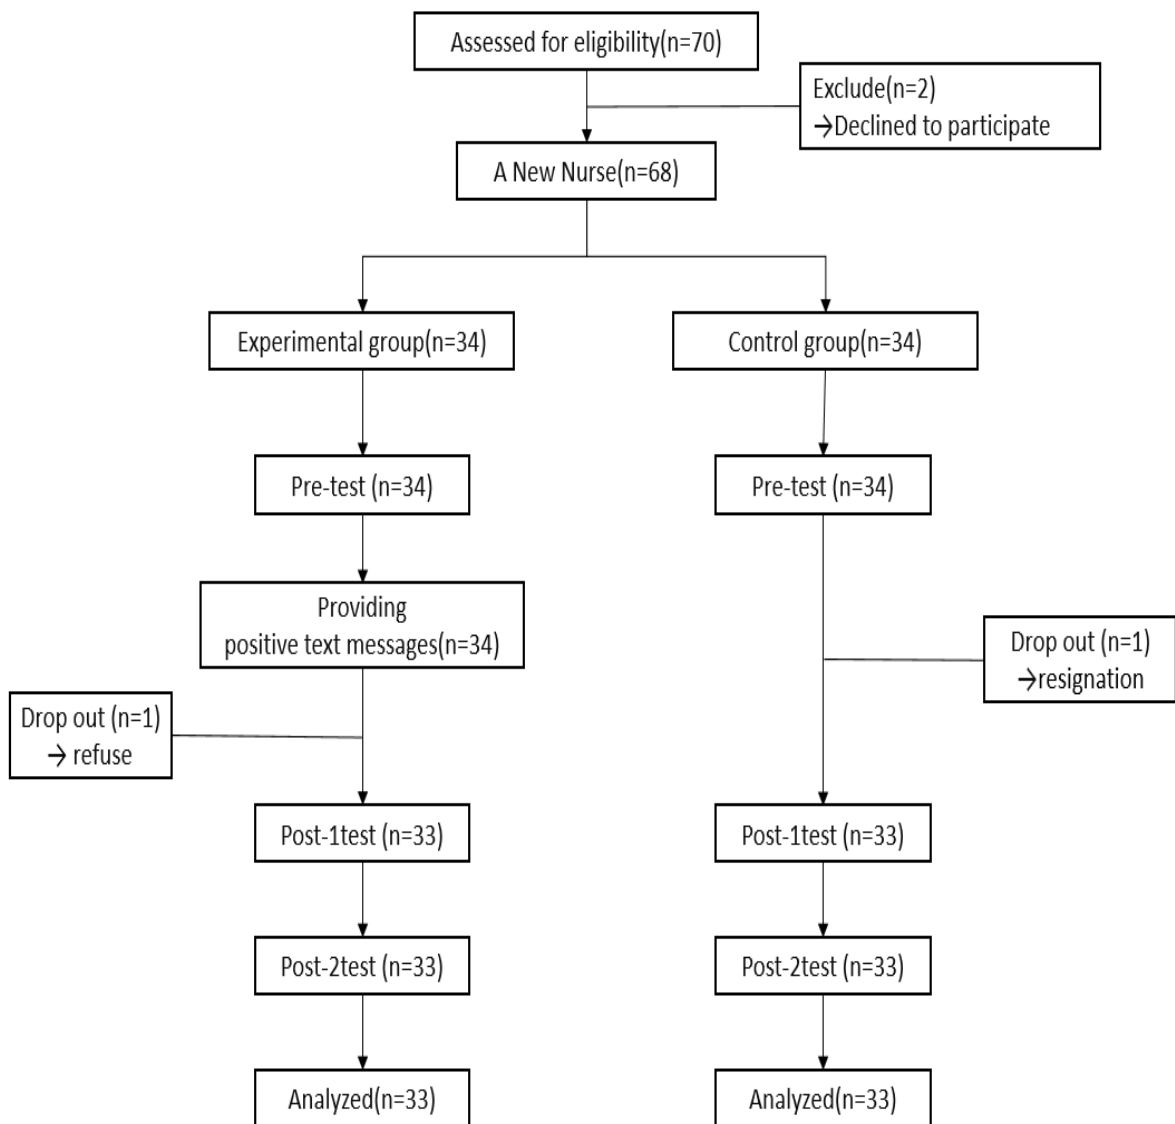 Assessed for eligibility(n=70)
Exclude(n=2)
→Declined to participate
A New Nurse(n=68)
Experimental group(n=34)
Control group(n=34)
Pre-test (n=34)
Pre-test (n=34)
Providing
positive text messages(n=34)
Drop out (n=1)
→resignation
Drop out (n=1)
→ refuse
Post-1test (n=33)
Post-1test (n=33)
Post-2test (n=33)
Post-2test (n=33)
Analyzed(n=33)
Analyzed(n=33)